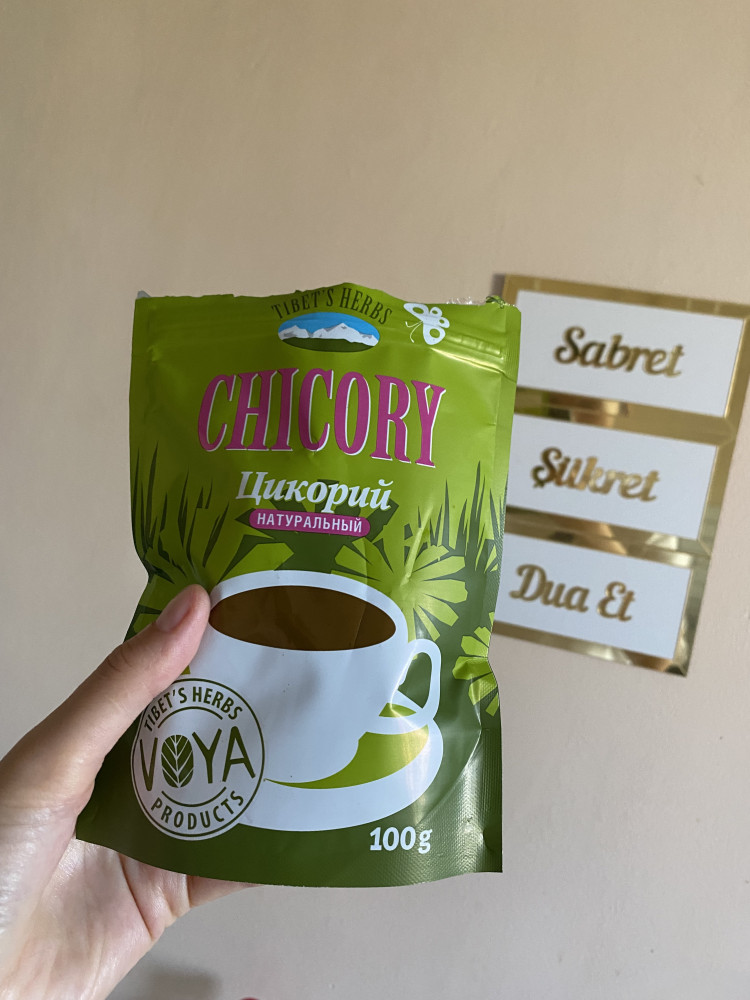 TIBET'S HERBS
CHICORY
Цикорий
НАТУРАЛЬНЫЙ
TIBET'S HERBS
VOYA
PRODUCTS
100g
Sabret
Şükret
Dua Et